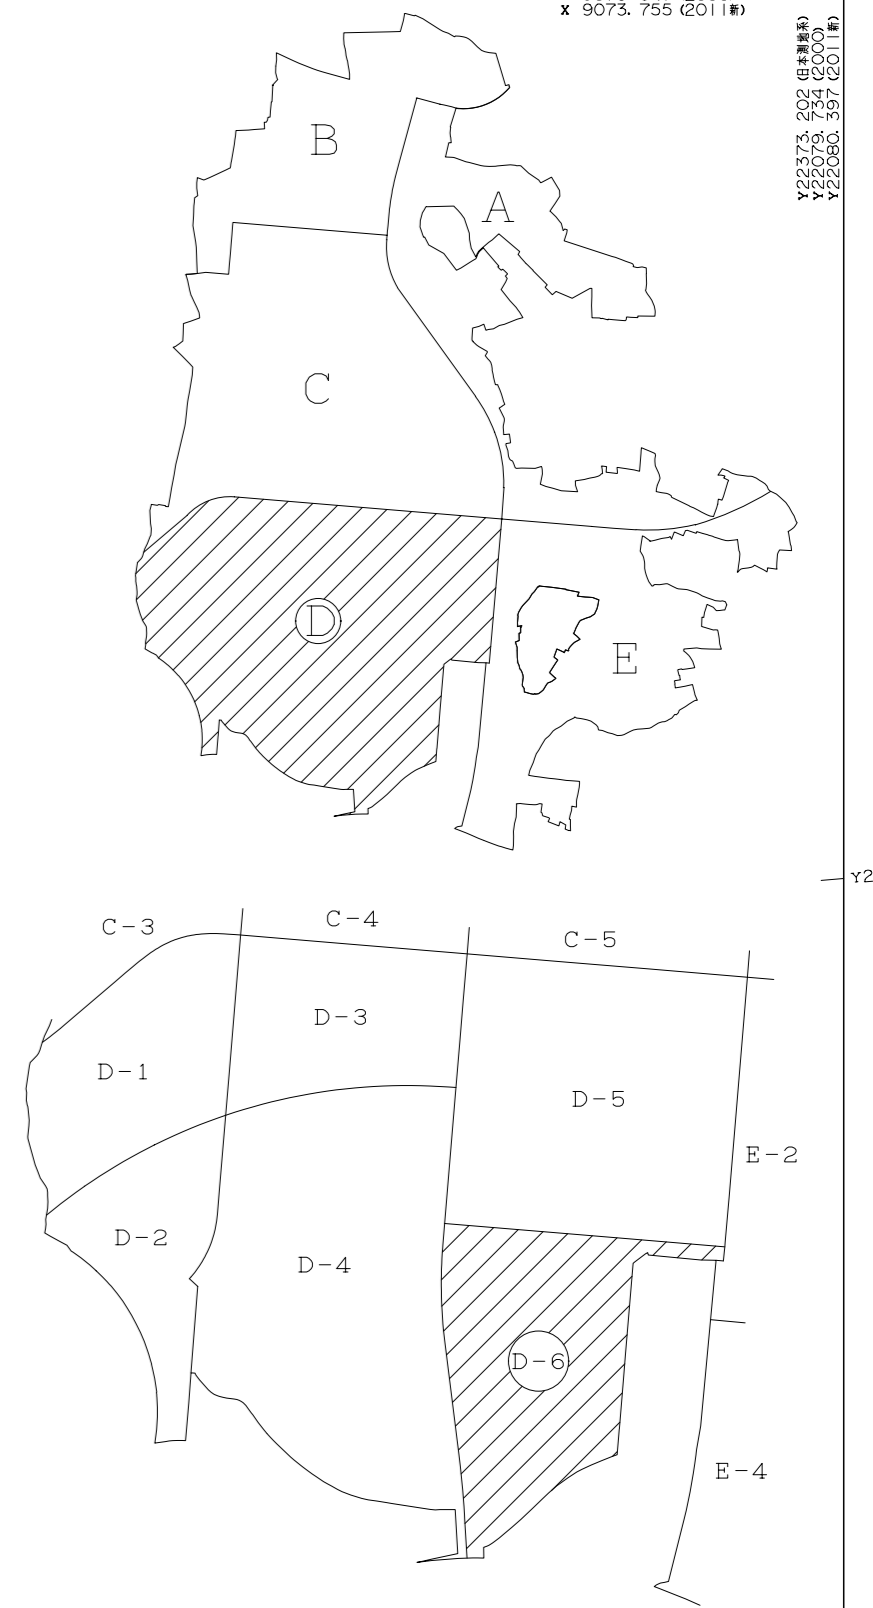 X 9073. 755 (2011新)
Y22373. 202 (日本測地系)
Y22079. 734 (2000)
Y22080. 397 (2011新)
B
A
C
D
E
Y2
C-3
C-4
C-5
D-3
D-1
D-5
E-2
D-2
D-4
D-6
E-4